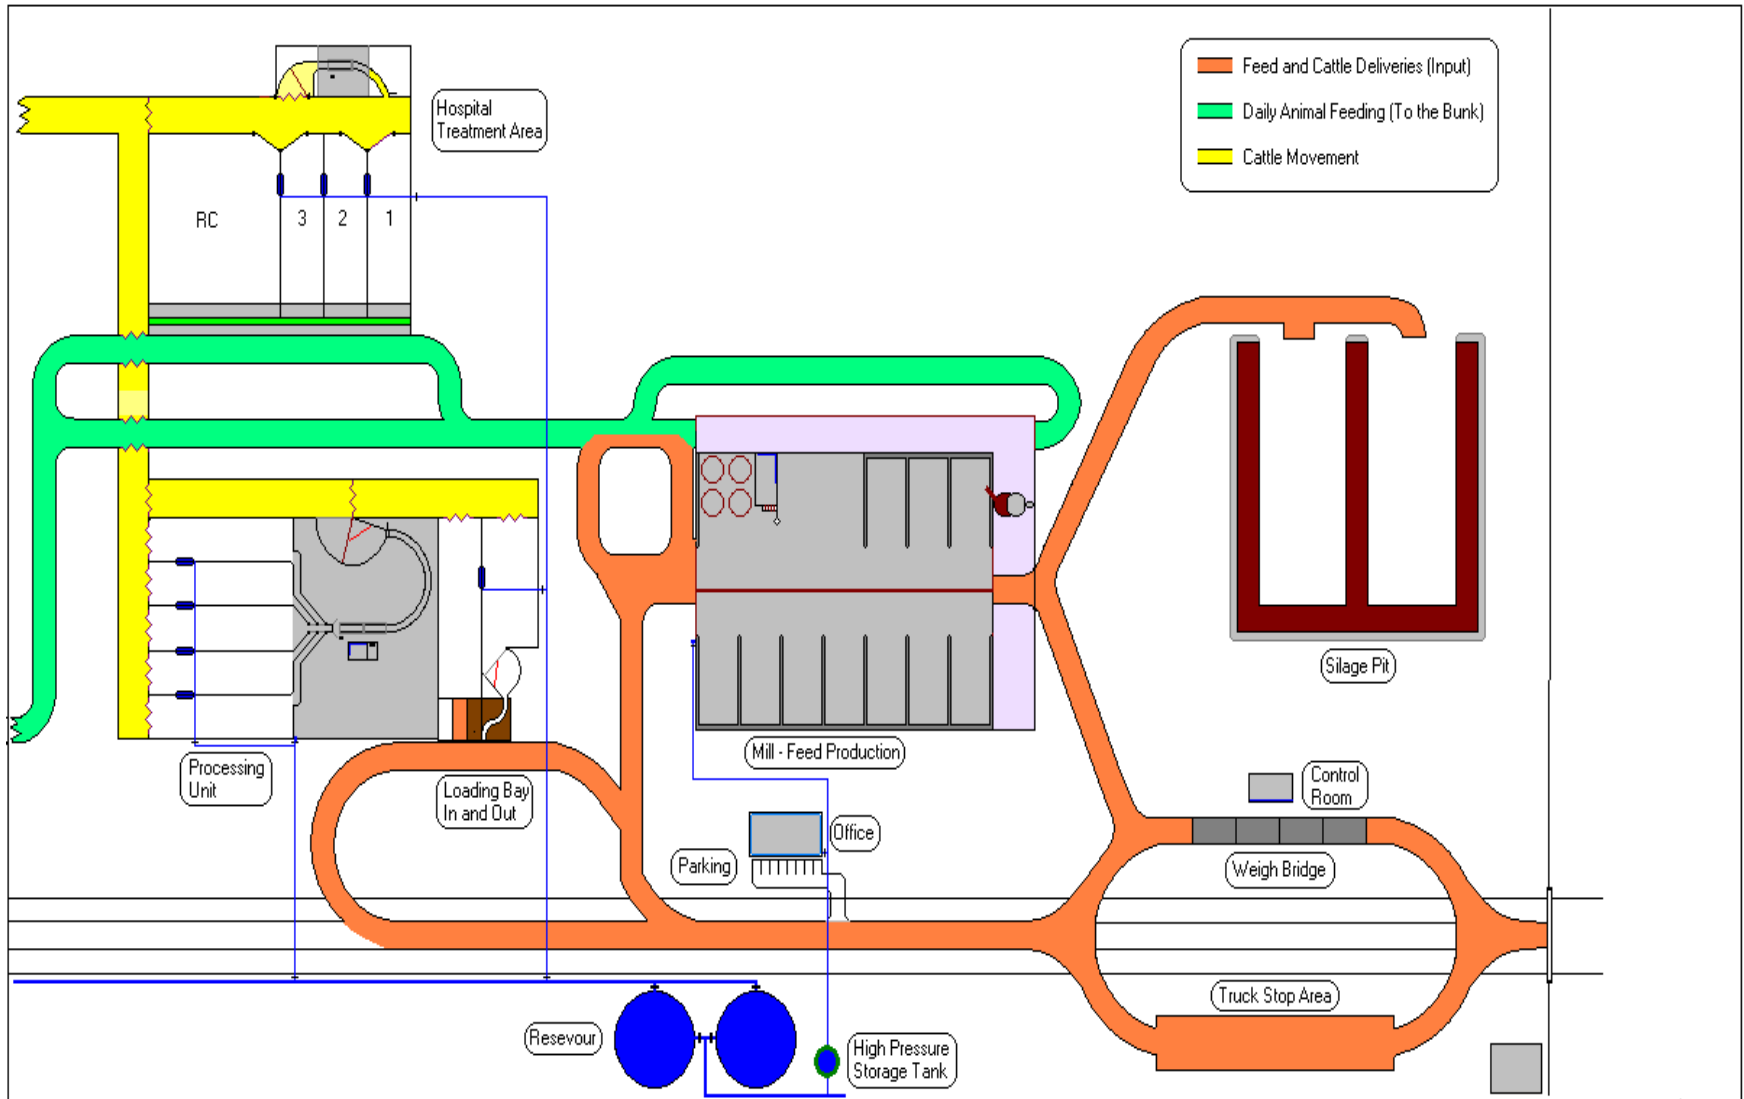 Hospital
Treatment Area
Feed and Cattle Deliveries (Input)
Daily Animal Feeding (To the Bunk)
Cattle Movement
RC
3
2
1
Silage Pit
Mill - Feed Production
Processing
Unit
Loading Bay
In and Out
Control
Room
Office
Parking
Weigh Bridge
Truck Stop Area
Resevour
High Pressure
Storage Tank